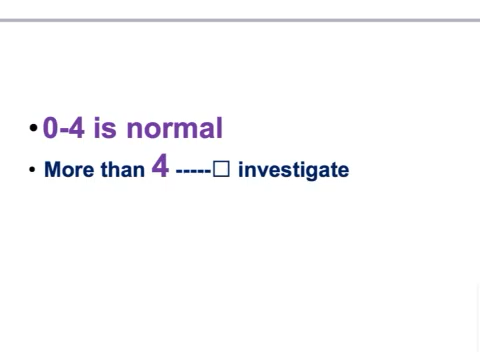 •0-4 is normal
• More than 4 -----□ investigate